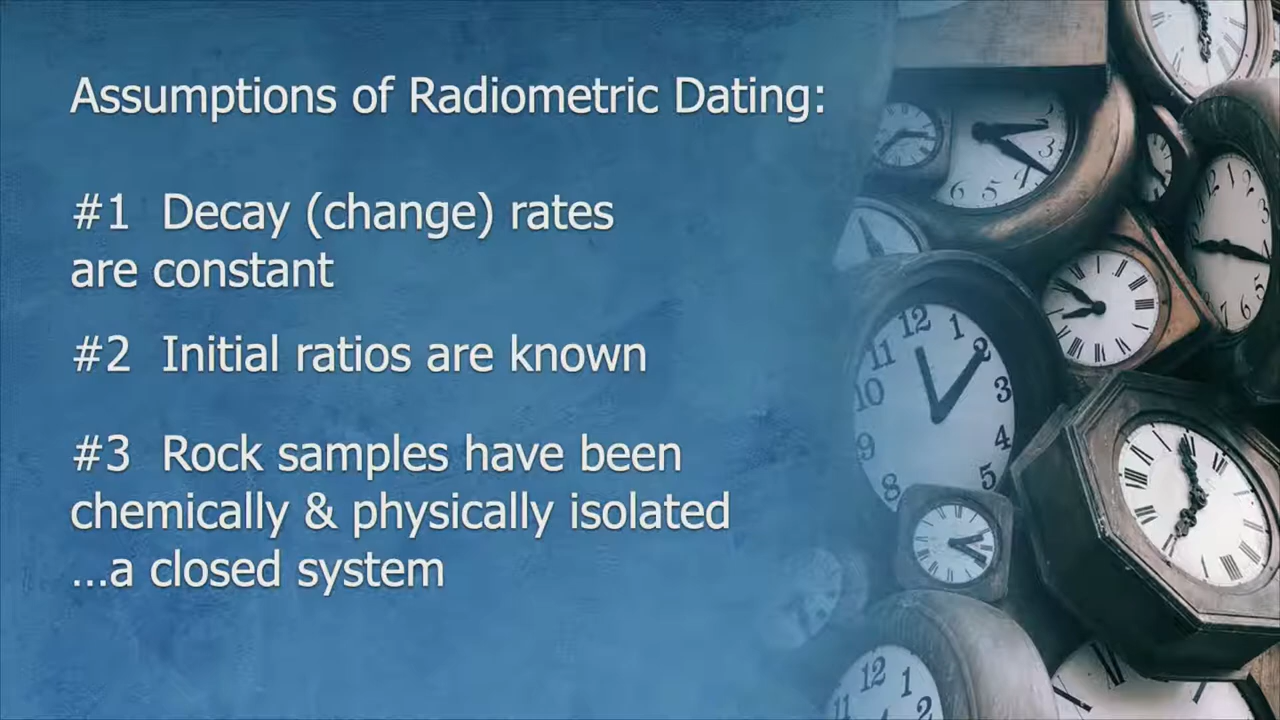 Assumptions of Radiometric Dating:
#1 Decay (change) rates
are constant
#2 Initial ratios are known
#3 Rock samples have been
chemically & physically isolated
...a closed system